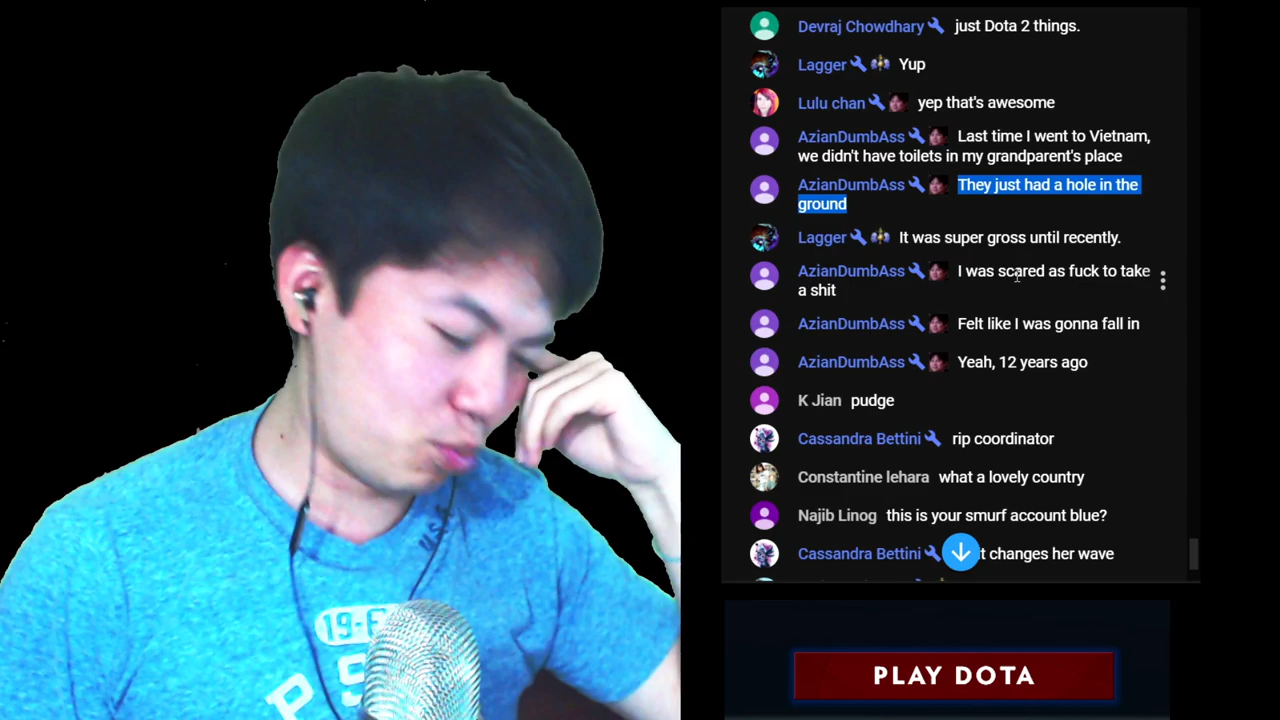 Devraj Chowdhary just Dota 2 things.
Lagger Yup
Lulu chan yep that's awesome
AzianDumbAss Last time I went to Vietnam,
we didn't have toilets in my grandparent's place
AzianDumbAss They just had a hole in the
ground
Lagger It was super gross until recently.
AzianDumbAss I was scared as fuck to take
a shit
AzianDumbAss Felt like I was gonna fall in
AzianDumbAss Yeah, 12 years ago
K Jian pudge
Cassandra Bettini rip coordinator
Constantine lehara what a lovely country
Najib Linog this is your smurf account blue?
Cassandra Bettini t changes her wave
U.S.A
19-
P S
PLAY DOTA